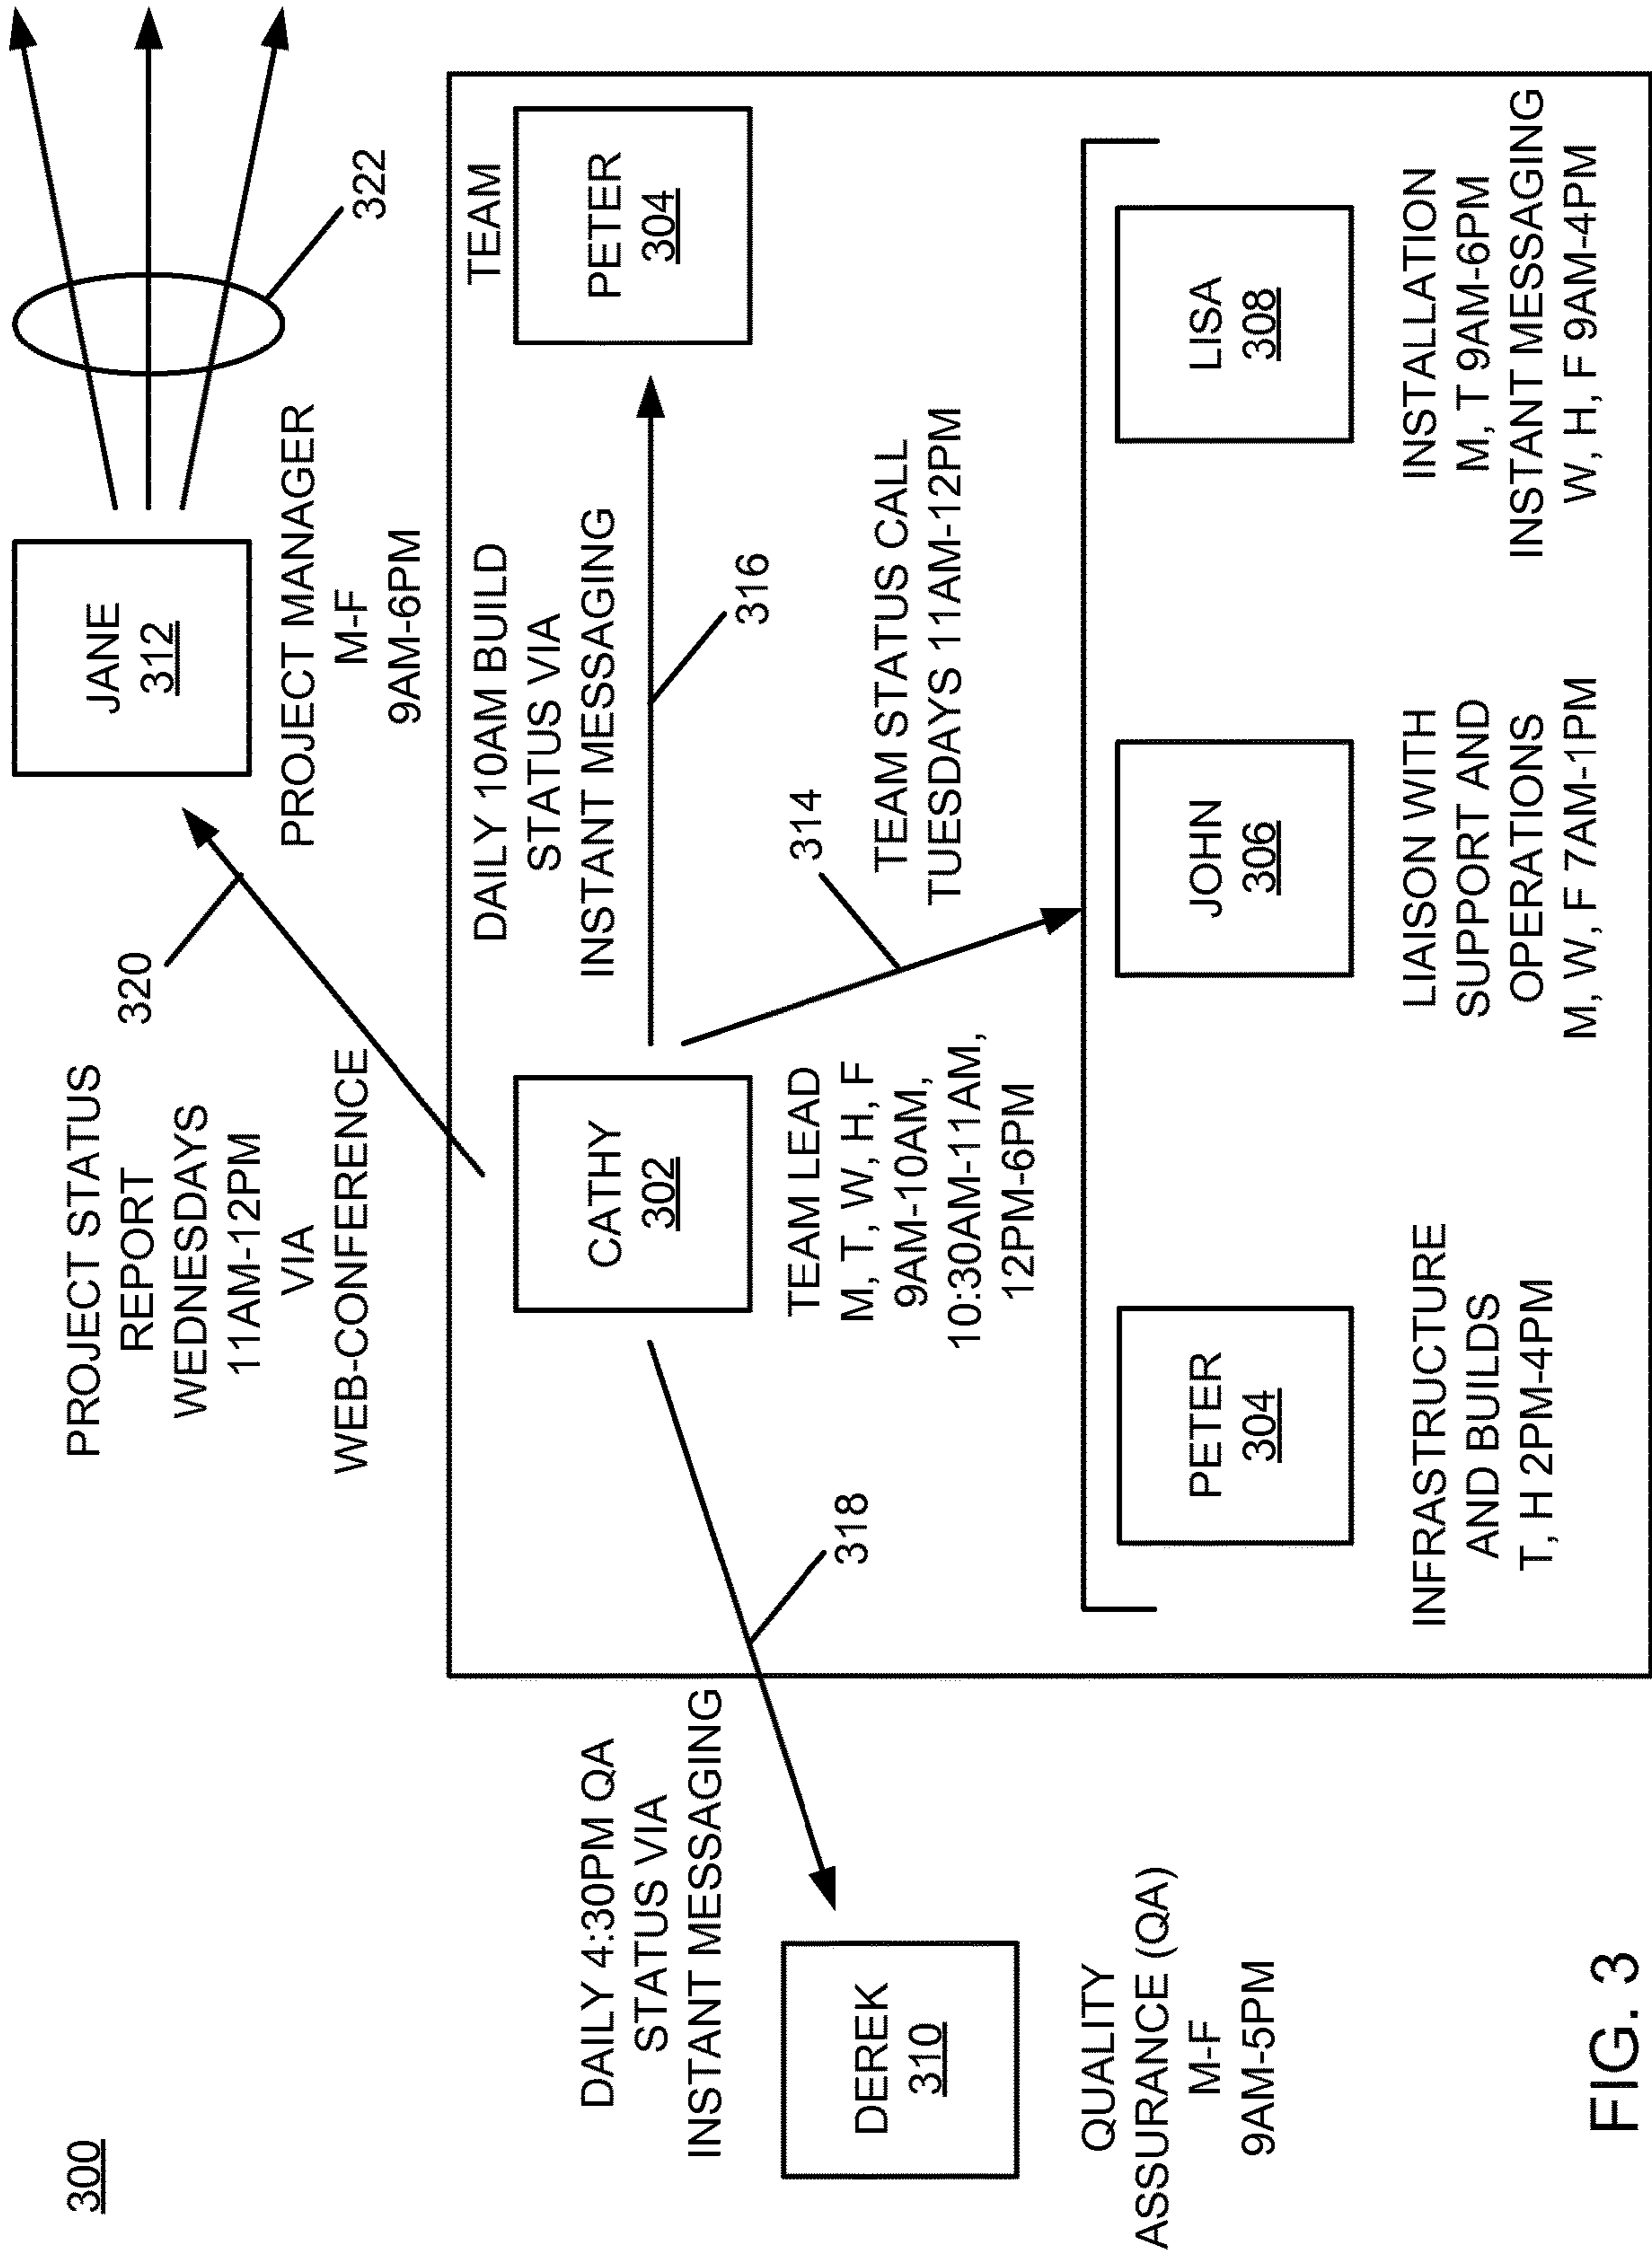 300
PROJECT STATUS
REPORT
WEDNESDAYS
11AM-12PM
VIA
WEB-CONFERENCE
320
JANE
312
PROJECT MANAGER
M-F
9AM-6PM
322
DAILY 4:30PM QA
STATUS VIA
INSTANT MESSAGING
DEREK
310
QUALITY
ASSURANCE (QA)
M-F
9AM-5PM
318
CATHY
302
TEAM LEAD
M, T, W, H, F
9AM-10AM,
10:30AM-11AM,
12PM-6PM
DAILY 10AM BUILD
STATUS VIA
INSTANT MESSAGING
316
TEAM
PETER
304
314
TEAM STATUS CALL
TUESDAYS 11AM-12PM
PETER
304
INFRASTRUCTURE
AND BUILDS
T, H 2PM-4PM
JOHN
306
LIAISON WITH
SUPPORT AND
OPERATIONS
M, W, F 7AM-1PM
LISA
308
INSTALLATION
M, T 9AM-6PM
INSTANT MESSAGING
W, H, F 9AM-4PM
FIG. 3